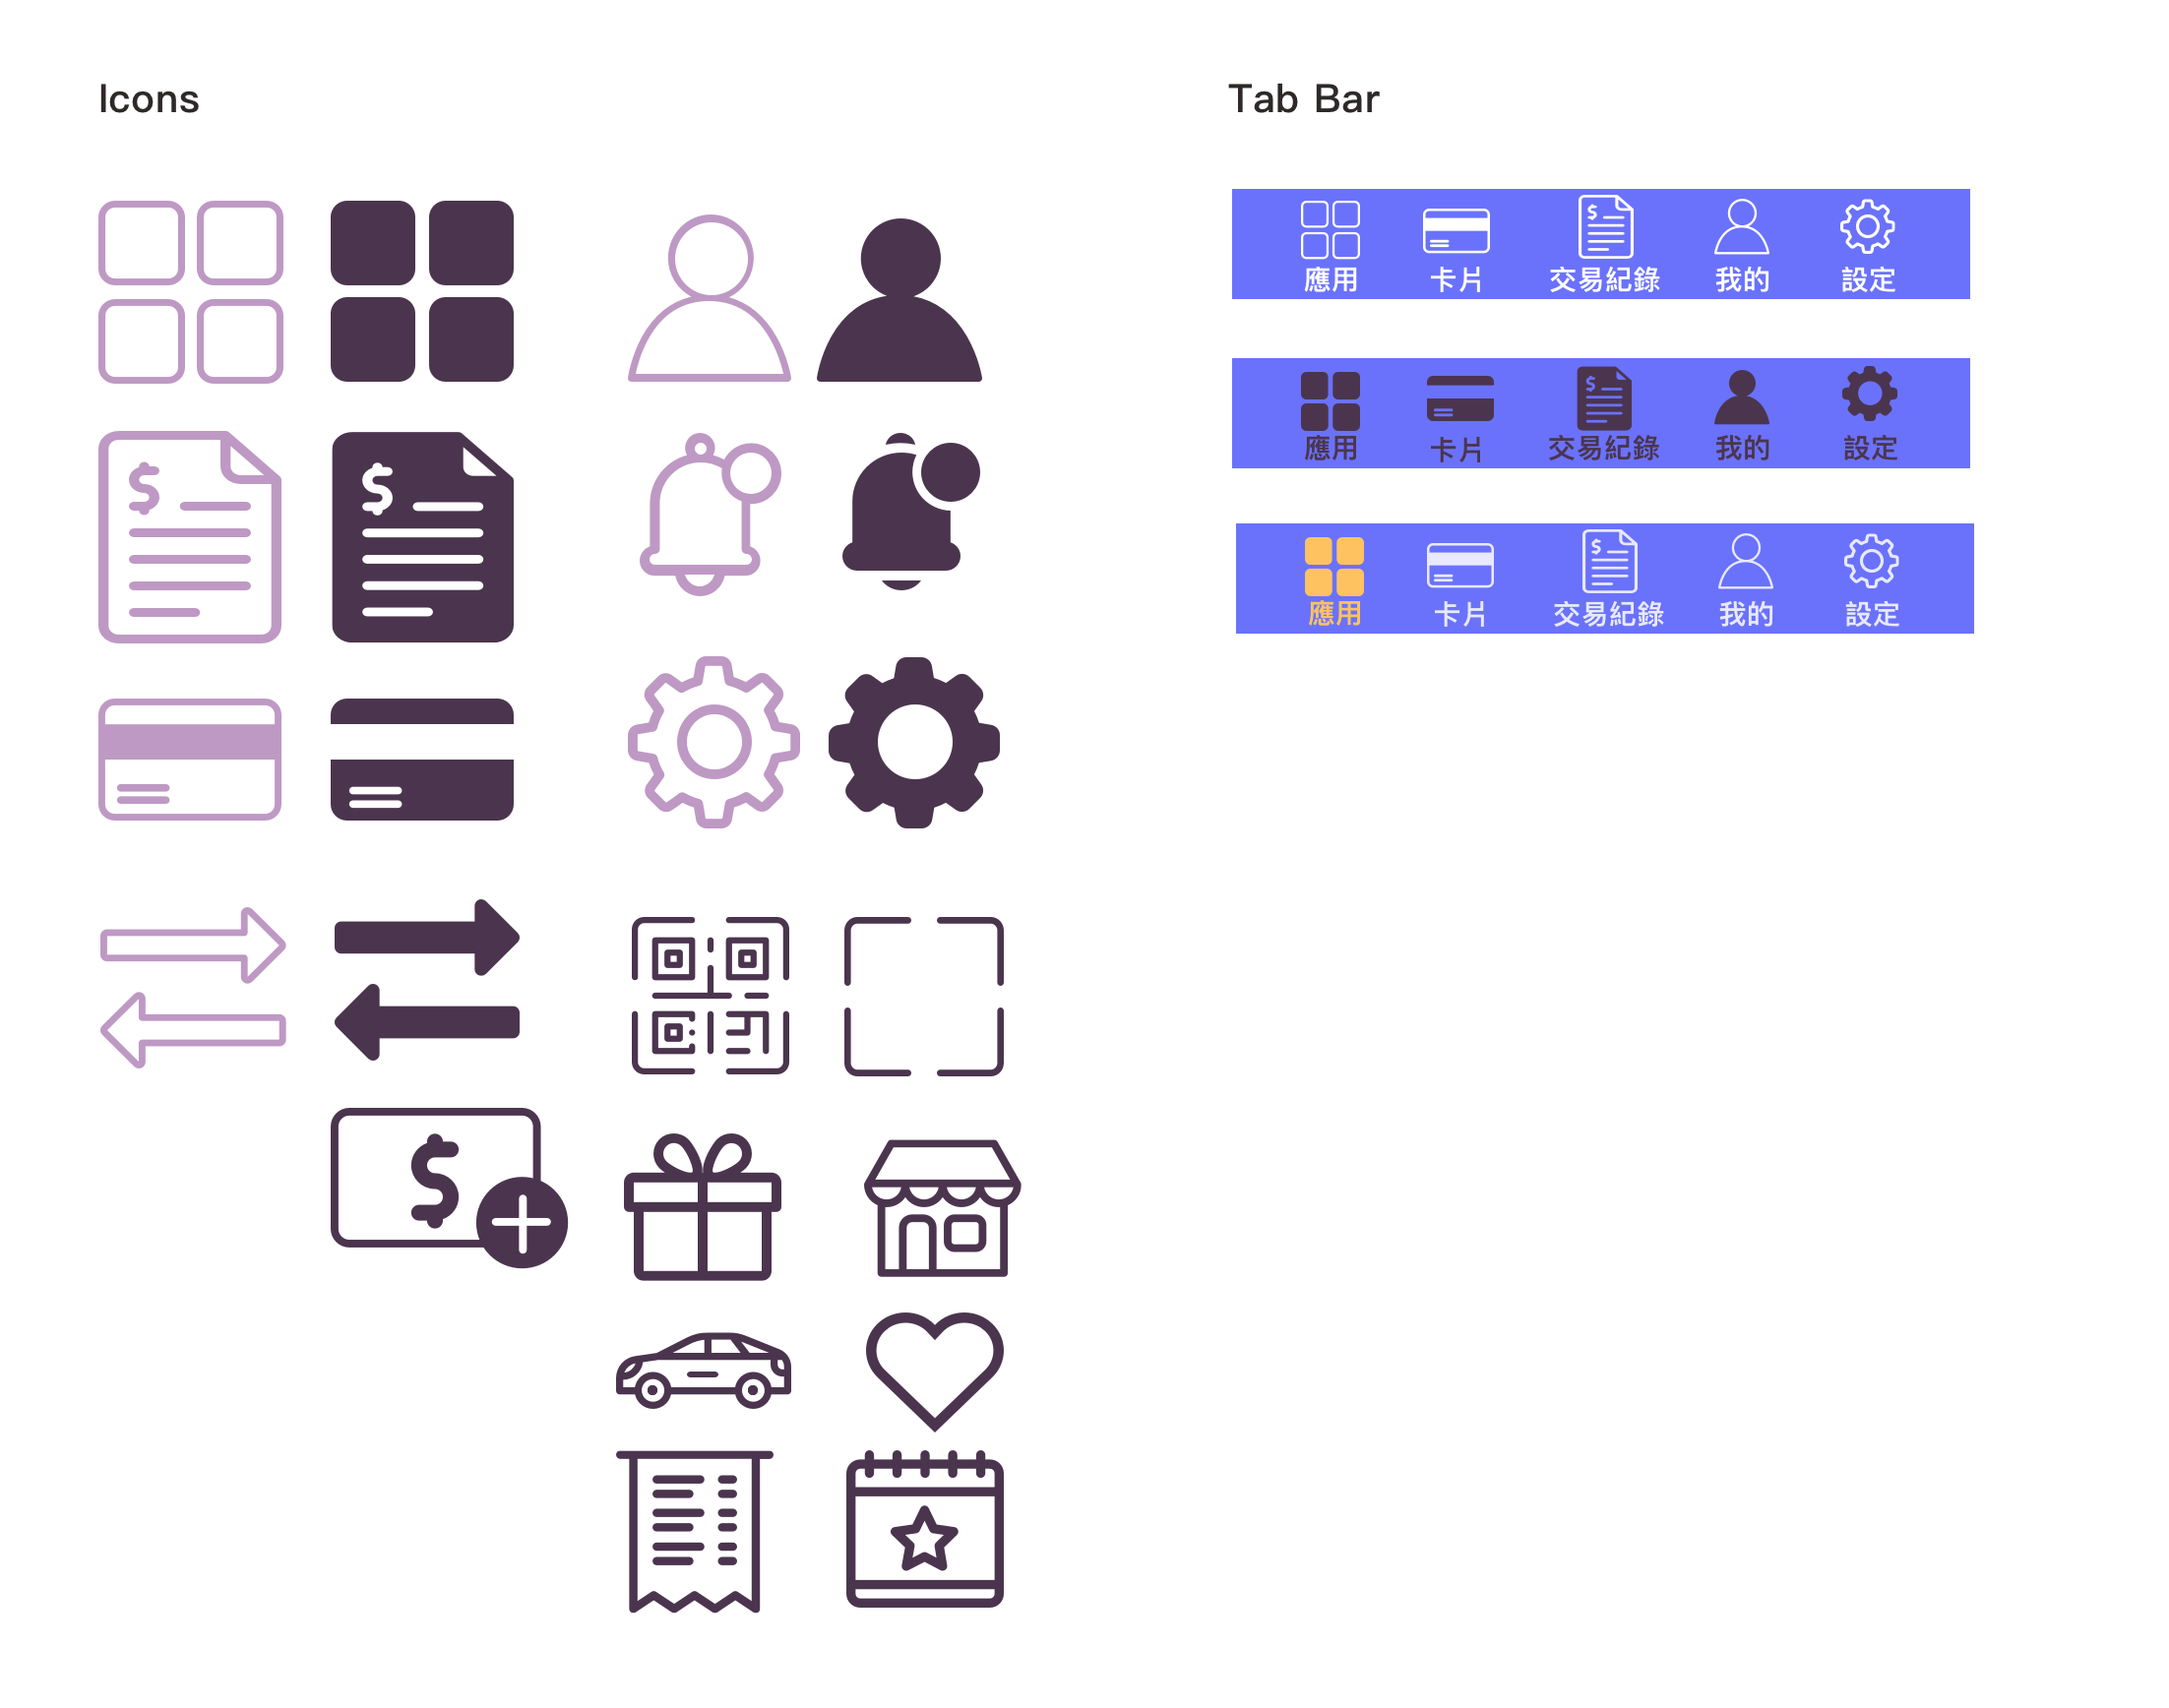 Icons
Tab Bar
應用 卡片 交易紀錄 我的 設定
應用 卡片 交易紀錄 我的 設定
應用 卡片 交易紀錄 我的 設定
$ $
$